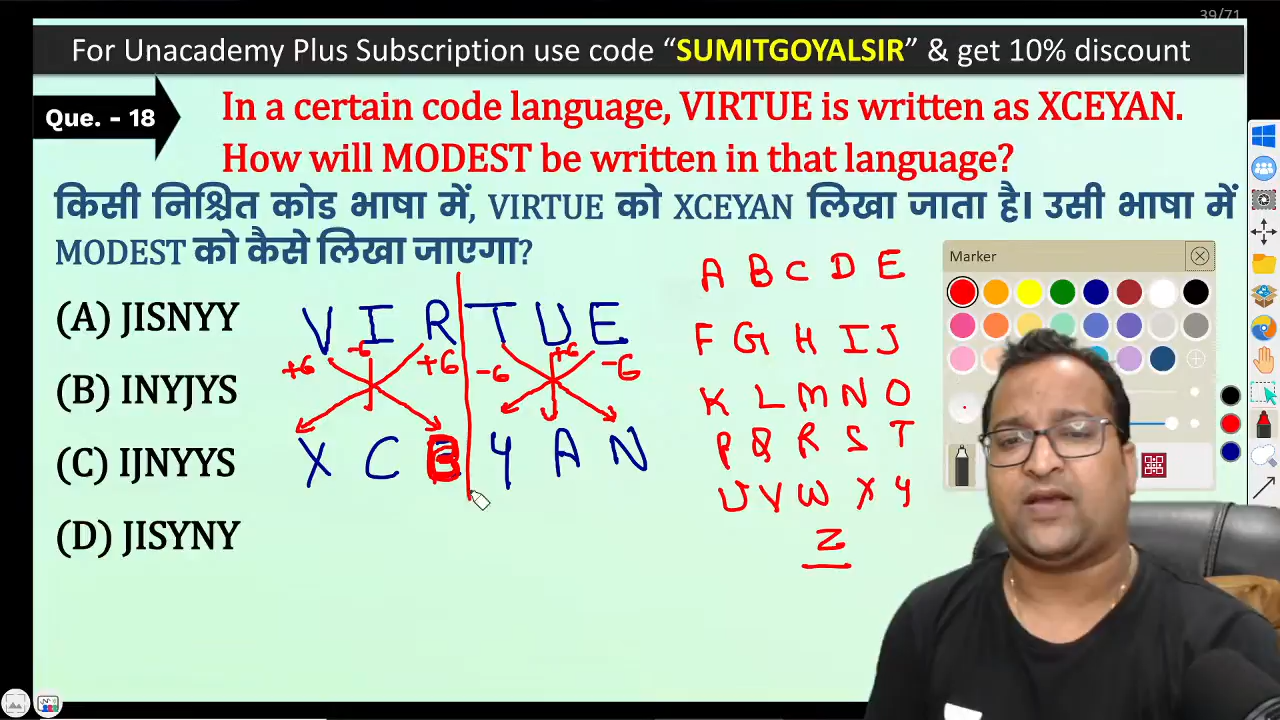 39/71
For Unacademy Plus Subscription use code “SUMITGOYALSIR” & get 10% discount
Que. - 18
In a certain code language, VIRTUE is written as XCEYAN.
How will MODEST be written in that language?
किसी निश्चित कोड भाषा में, VIRTUE को XCEYAN लिखा जाता है। उसी भाषा में
MODEST को कैसे लिखा जाएगा?
(A) JISNYY
(B) INYJYS
(C) IJNYYS
(D) JISYNY
V I R T U E
+6 -6 +6 -6 +6 -6
X C B Y A N
A B C D E
F G H I J
K L M N O
P Q R S T
U V W X Y
Z
Marker